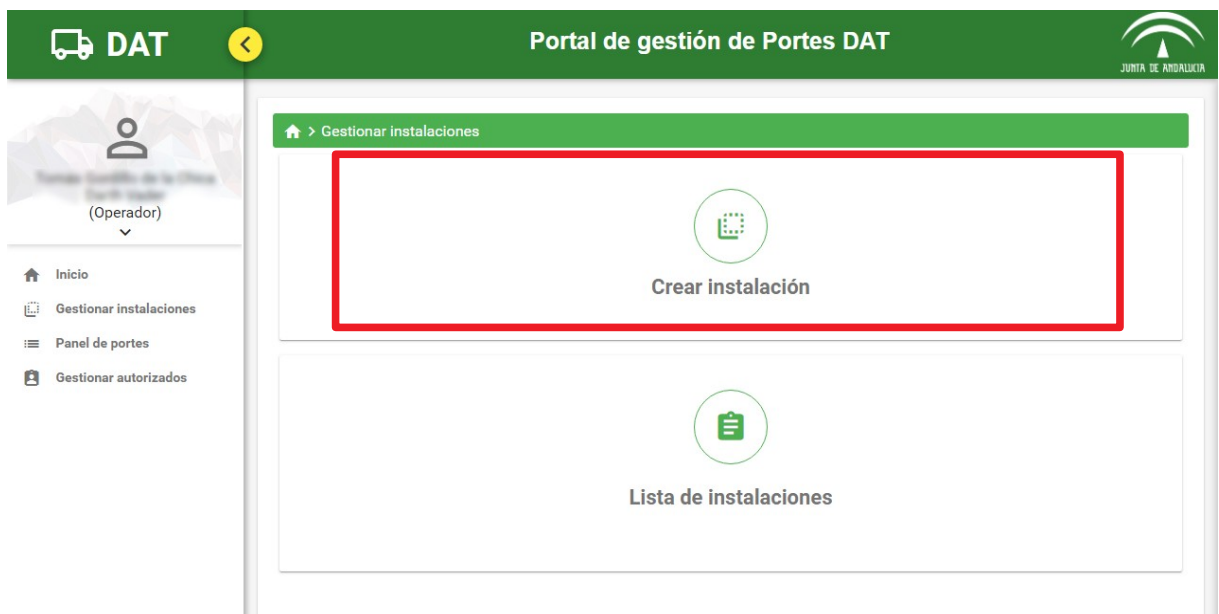 DAT
Portal de gestión de Portes DAT
JUNTA DE ANDALUCIA
> Gestionar instalaciones
(Operador)
Inicio
Gestionar instalaciones
Panel de portes
Gestionar autorizados
Crear instalación
Lista de instalaciones